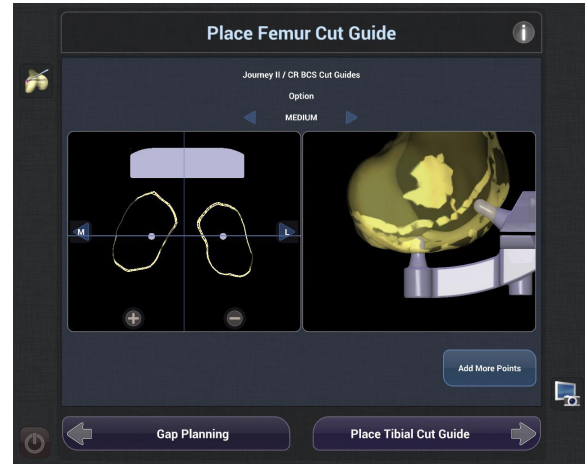 Place Femur Cut Guide
i
Journey II / CR BCS Cut Guides
Option
MEDIUM
M
L
Add More Points
Gap Planning
Place Tibial Cut Guide